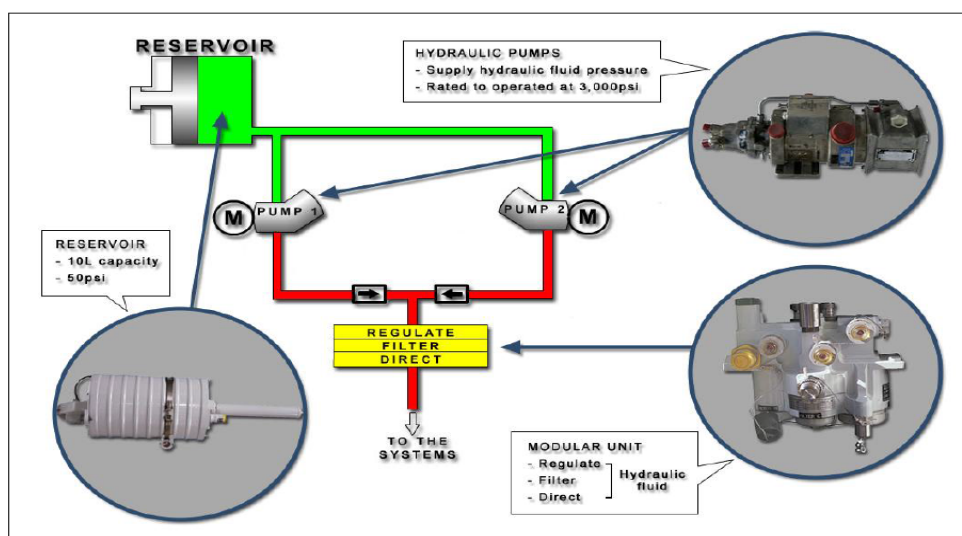 RESERVOIR
HYDRAULIC PUMPS
- Supply hydraulic fluid pressure
- Rated to operated at 3,000psi
M
PUMP 1
PUMP 2
M
RESERVOIR
- 10L capacity
- 50psi
REGULATE
FILTER
DIRECT
TO THE
SYSTEMS
MODULAR UNIT
- Regulate
- Filter
- Direct
Hydraulic
fluid